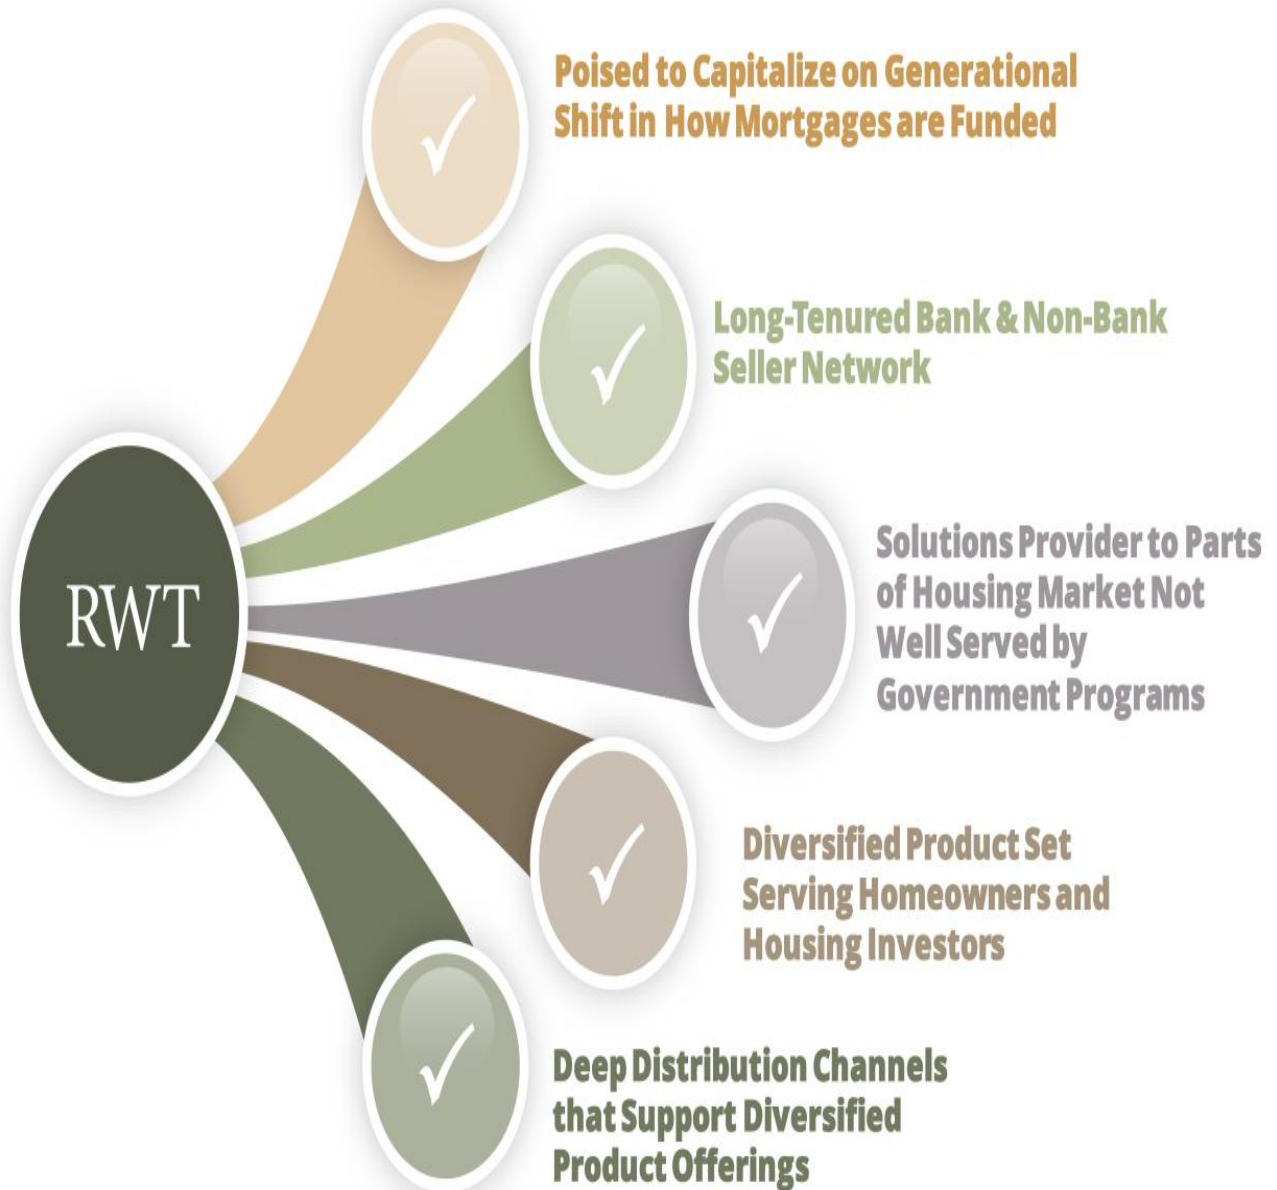 Poised to Capitalize on Generational
Shift in How Mortgages are Funded
Long-Tenured Bank & Non-Bank
Seller Network
RWT
Solutions Provider to Parts
of Housing Market Not
Well Served by
Government Programs
Diversified Product Set
Serving Homeowners and
Housing Investors
Deep Distribution Channels
that Support Diversified
Product Offerings